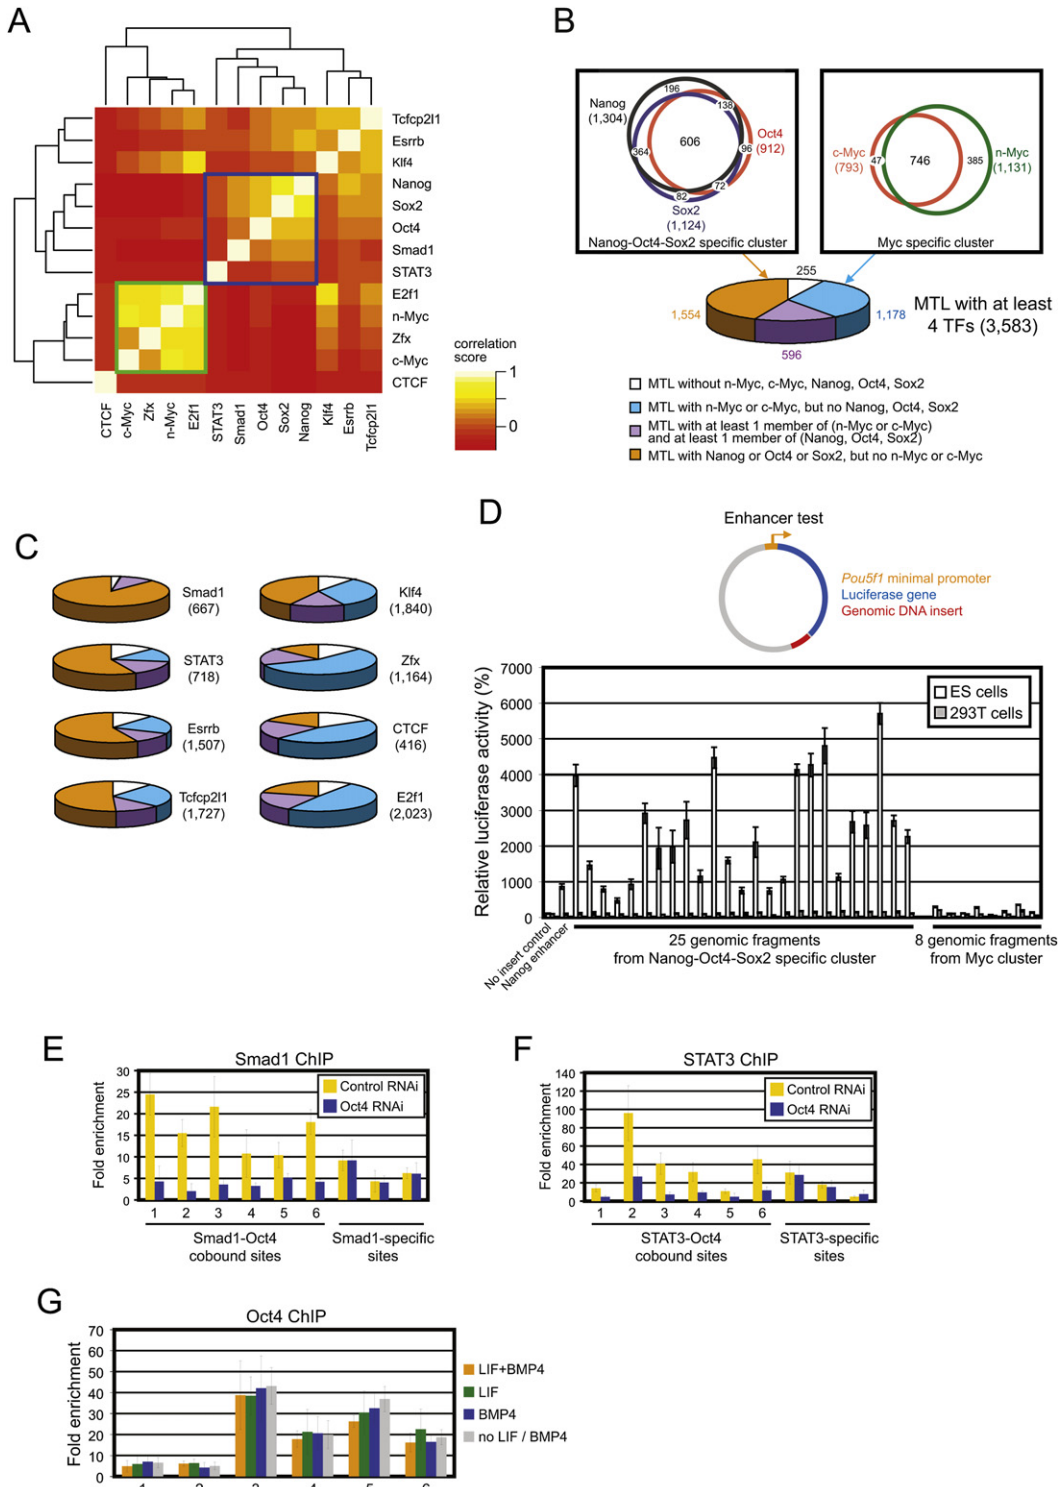 A
Tcfcp2l1
Esrrb
Klf4
Nanog
Sox2
Oct4
Smad1
STAT3
E2f1
n-Myc
Zfx
c-Myc
CTCF
CTCF
c-Myc
Zfx
n-Myc
E2f1
STAT3
Smad1
Oct4
Sox2
Nanog
Klf4
Esrrb
Tcfcp2l1
correlation
score
1
0
B
Nanog
(1,304)
196
138
Oct4
(912)
606
364
96
72
82
Sox2
(1,124)
Nanog-Oct4-Sox2 specific cluster
c-Myc
(793)
47
746
385
n-Myc
(1,131)
Myc specific cluster
255
1,554
1,178
596
MTL with at least
4 TFs (3,583)
MTL without n-Myc, c-Myc, Nanog, Oct4, Sox2
MTL with n-Myc or c-Myc, but no Nanog, Oct4, Sox2
MTL with at least 1 member of (n-Myc or c-Myc)
and at least 1 member of (Nanog, Oct4, Sox2)
MTL with Nanog or Oct4 or Sox2, but no n-Myc or c-Myc
C
Smad1
(667)
Klf4
(1,840)
STAT3
(718)
Zfx
(1,164)
Esrrb
(1,507)
CTCF
(416)
Tcfcp2l1
(1,727)
E2f1
(2,023)
D
Enhancer test
Pou5f1 minimal promoter
Luciferase gene
Genomic DNA insert
Relative luciferase activity (%)
7000
6000
5000
4000
3000
2000
1000
0
ES cells
293T cells
No insert control
Nanog enhancer
25 genomic fragments
from Nanog-Oct4-Sox2 specific cluster
8 genomic fragments
from Myc cluster
E
Smad1 ChIP
Fold enrichment
30
25
20
15
10
5
0
Control RNAi
Oct4 RNAi
1 2 3 4 5 6
Smad1-Oct4
cobound sites
Smad1-specific
sites
F
STAT3 ChIP
Fold enrichment
140
120
100
80
60
40
20
0
Control RNAi
Oct4 RNAi
1 2 3 4 5 6
STAT3-Oct4
cobound sites
STAT3-specific
sites
G
Oct4 ChIP
Fold enrichment
70
60
50
40
30
20
10
0
LIF+BMP4
LIF
BMP4
no LIF / BMP4
1 2 3 4 5 6